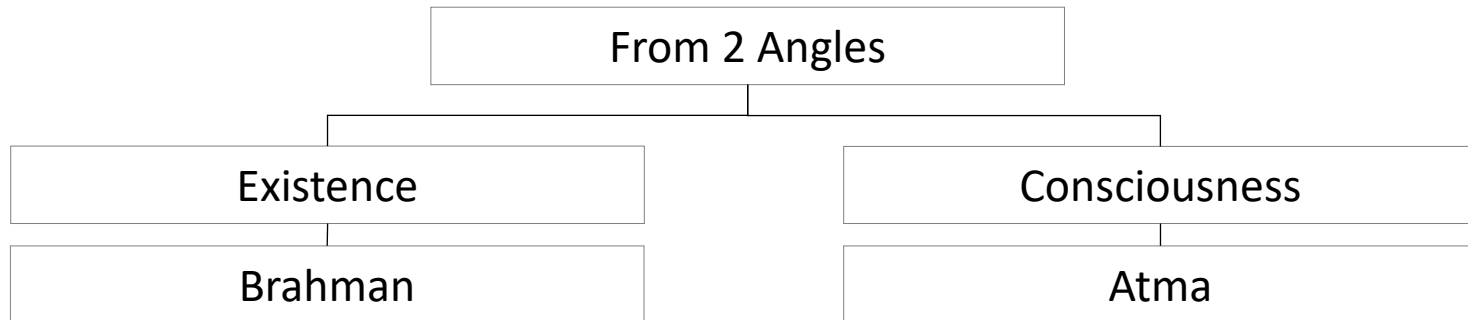 From 2 Angles
Existence
Consciousness
Brahman
Atma